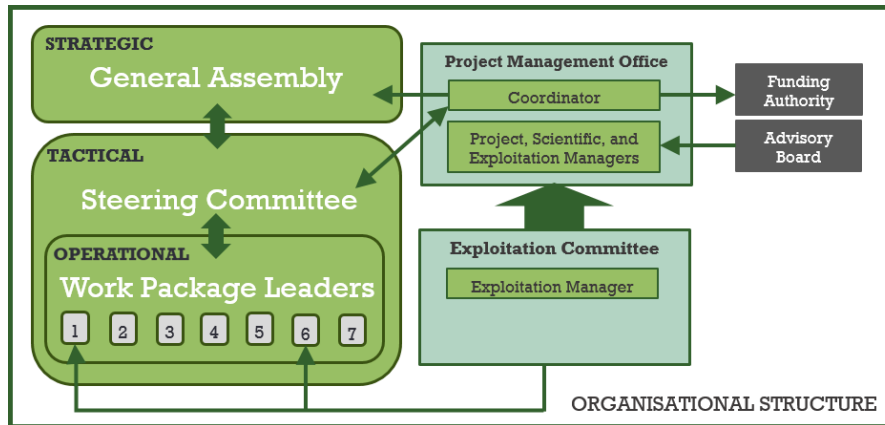 STRATEGIC
General Assembly
TACTICAL
Steering Committee
OPERATIONAL
Work Package Leaders
1 2 3 4 5 6 7
Project Management Office
Coordinator
Project, Scientific, and
Exploitation Managers
Funding
Authority
Advisory
Board
Exploitation Committee
Exploitation Manager
ORGANISATIONAL STRUCTURE